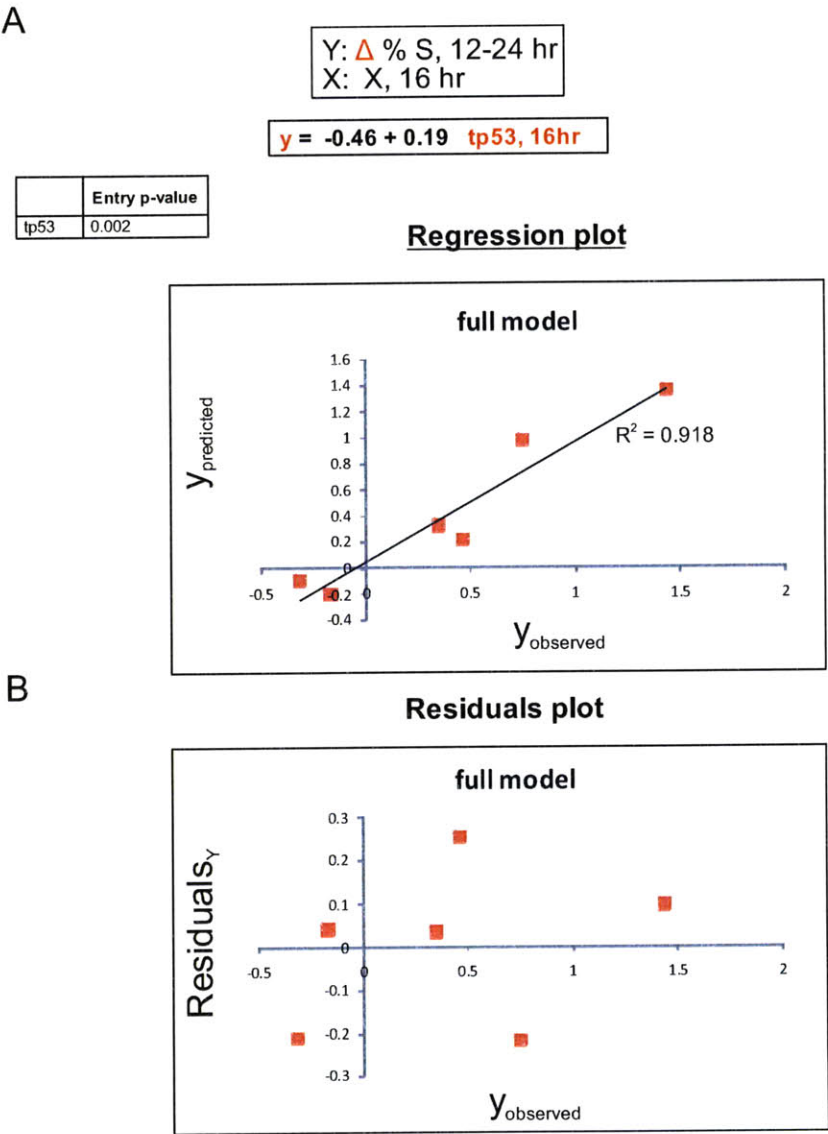 A
Y: Δ % S, 12-24 hr
X: X, 16 hr
y = -0.46 + 0.19 tp53, 16hr
Entry p-value
tp53 0.002
Regression plot
full model
1.6
1.4
1.2
1
0.8
0.6
0.4
0.2
0
-0.2
-0.4
-0.5 0 0.5 1 1.5 2
R² = 0.918
ypredicted
yobserved
B
Residuals plot
full model
0.3
0.2
0.1
0
-0.1
-0.2
-0.3
-0.5 0 0.5 1 1.5 2
ResidualsY
yobserved